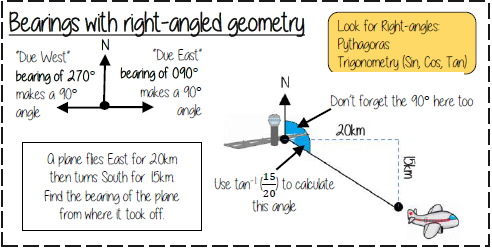 Bearings with right-angled geometry
"Due West"
bearing of 270°
makes a 90°
angle
N
"Due East"
bearing of 090°
makes a 90°
angle
Look for Right-angles:
Pythagoras
Trigonometry (Sin, Cos, Tan)
A plane flies East for 20km
then turns South for 15km.
Find the bearing of the plane
from where it took off.
N
Don't forget the 90° here too
20km
15km
Use tan⁻¹ (15/20) to calculate
this angle